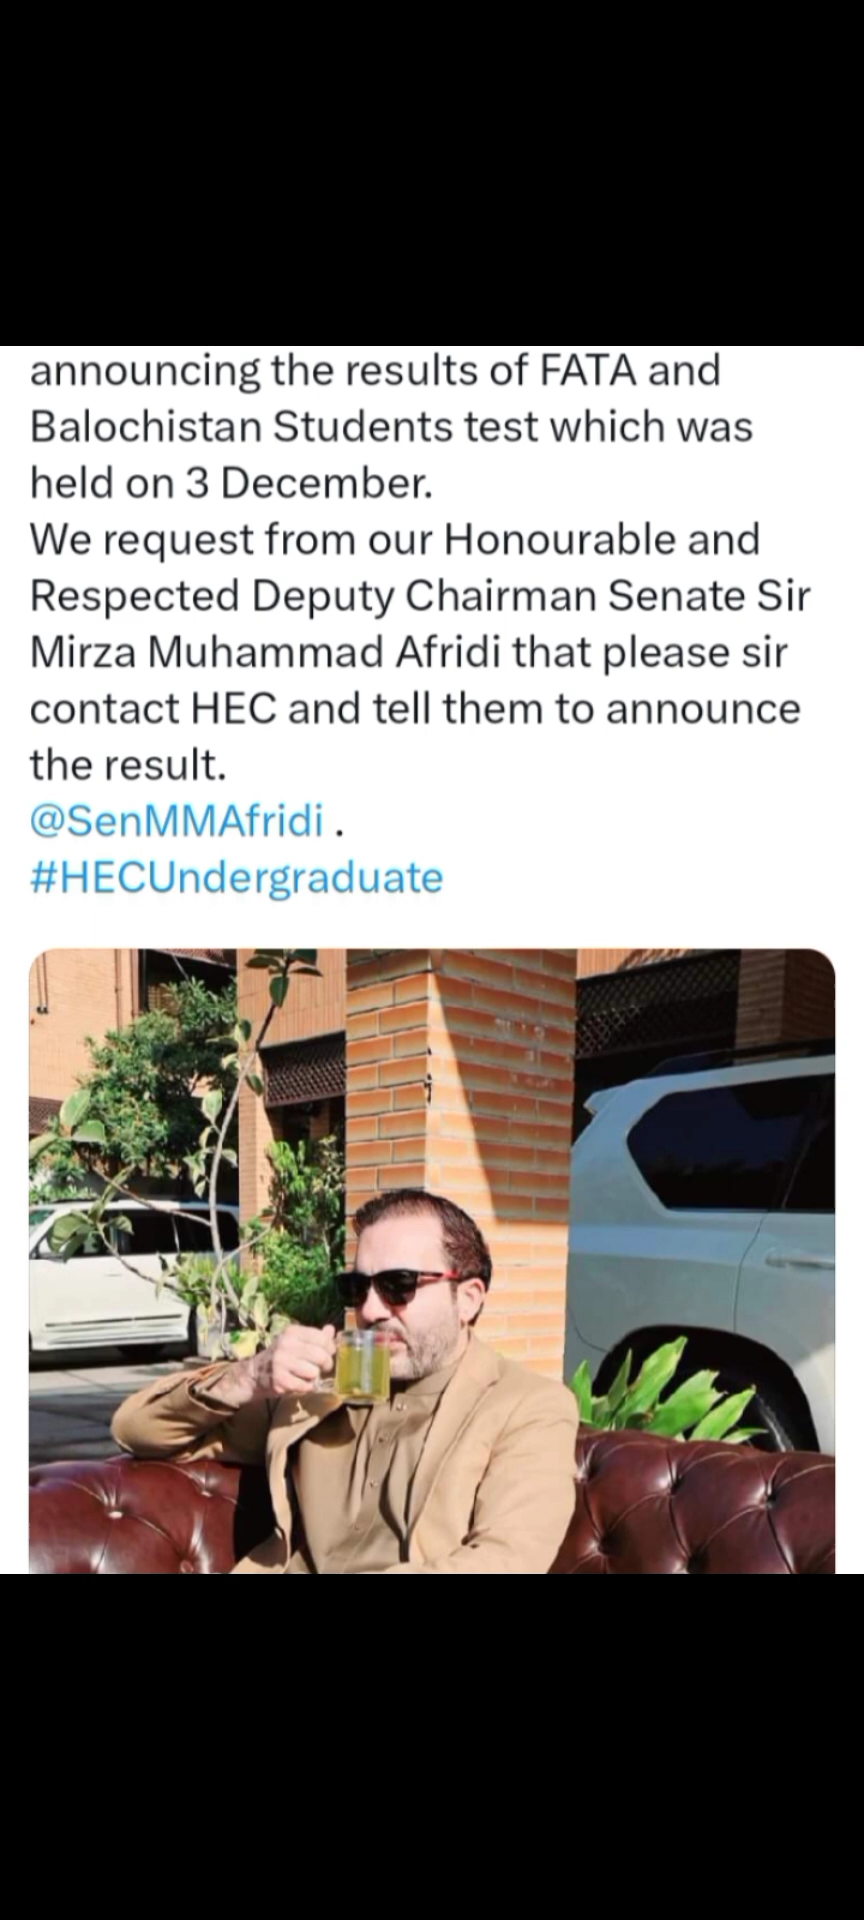 announcing the results of FATA and
Balochistan Students test which was
held on 3 December.
We request from our Honourable and
Respected Deputy Chairman Senate Sir
Mirza Muhammad Afridi that please sir
contact HEC and tell them to announce
the result.
@SenMMAfridi .
#HECUndergraduate